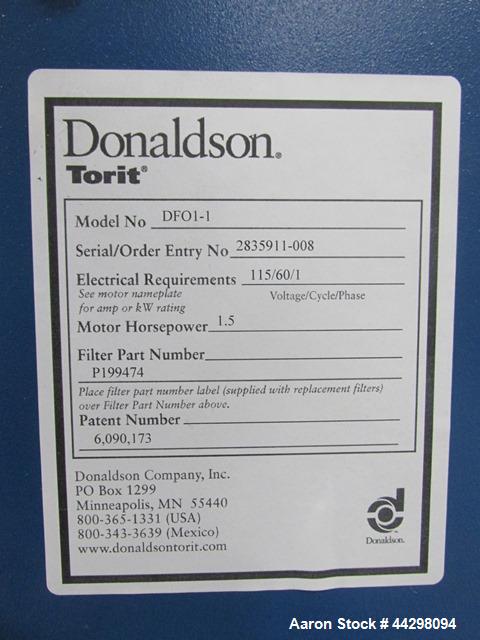 Donaldson®
Torit®
Model No DFO1-1
Serial/Order Entry No 2835911-008
Electrical Requirements 115/60/1
See motor nameplate Voltage/Cycle/Phase
for amp or kW rating
Motor Horsepower 1.5
Filter Part Number
P199474
Place filter part number label (supplied with replacement filters)
over Filter Part Number above.
Patent Number
6,090,173
Donaldson Company, Inc.
PO Box 1299
Minneapolis, MN 55440
800-365-1331 (USA)
800-343-3639 (Mexico)
www.donaldsontorit.com
Donaldson.
Aaron Stock # 44298094